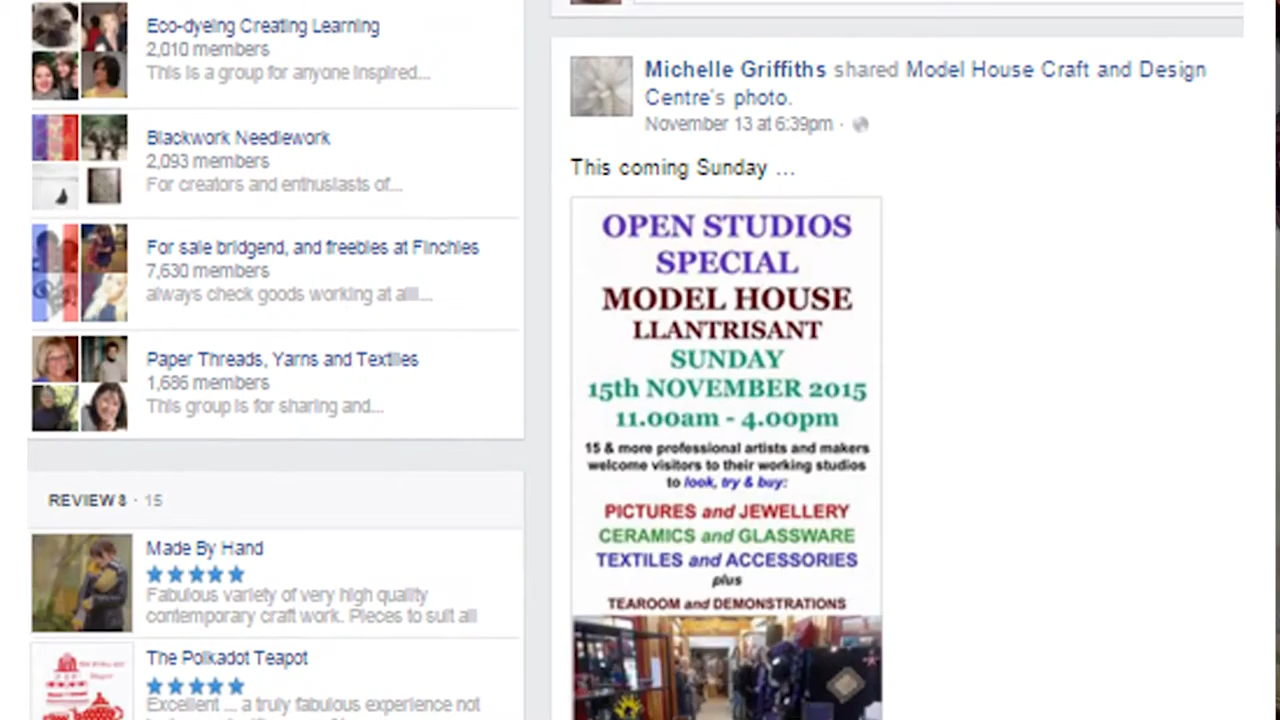 Eco-dyeing Creating Learning
2,010 members
This is a group for anyone inspired...
Blackwork Needlework
2,093 members
For creators and enthusiasts of...
For sale bridgend, and freebies at Finchies
7,630 members
always check goods working at alll...
Paper Threads, Yarns and Textiles
1,686 members
This group is for sharing and...
REVIEWS · 15
Made By Hand
Fabulous variety of very high quality
contemporary craft work. Pieces to suit all
The Polkadot Teapot
Excellent ... a truly fabulous experience not
Michelle Griffiths shared Model House Craft and Design
Centre's photo.
November 13 at 6:39pm ·
This coming Sunday ...
OPEN STUDIOS
SPECIAL
MODEL HOUSE
LLANTRISANT
SUNDAY
15th NOVEMBER 2015
11.00am - 4.00pm
15 & more professional artists and makers
welcome visitors to their working studios
to look, try & buy:
PICTURES and JEWELLERY
CERAMICS and GLASSWARE
TEXTILES and ACCESSORIES
plus
TEAROOM and DEMONSTRATIONS